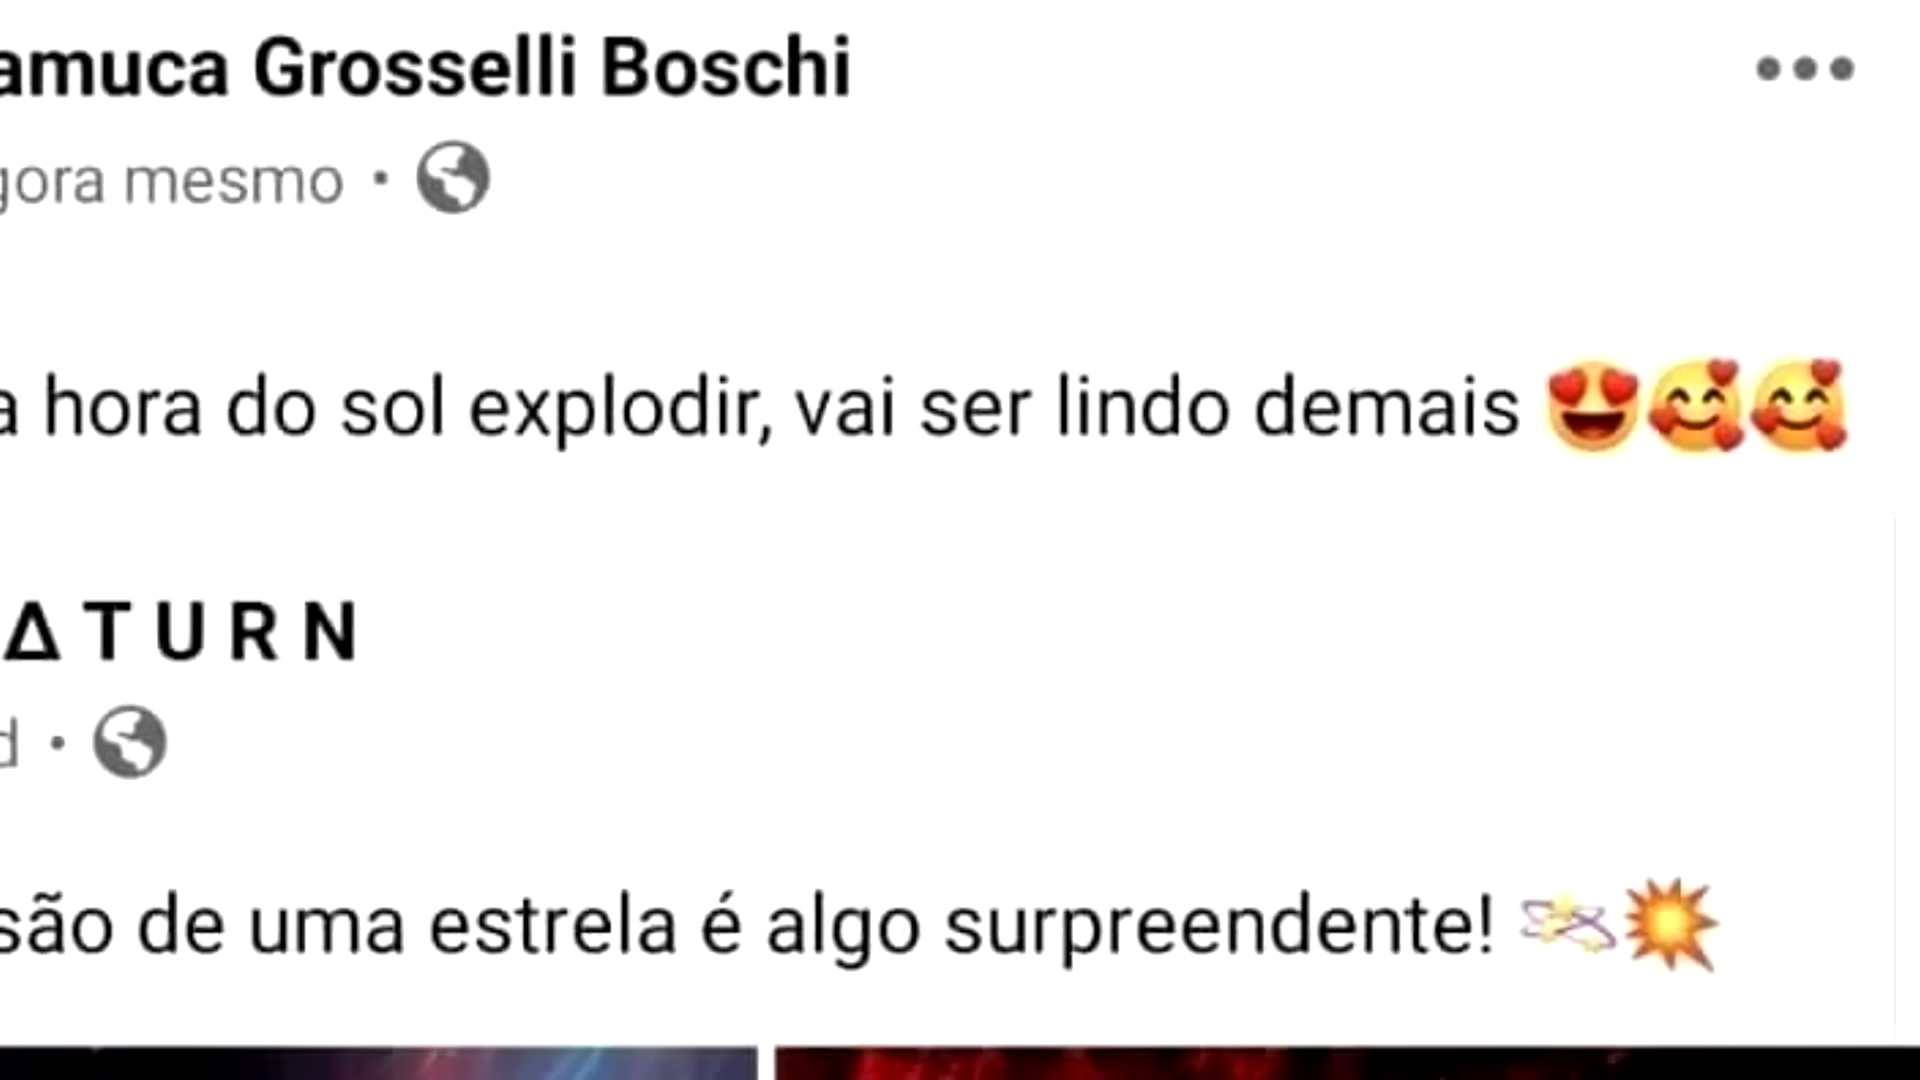 amuca Grosselli Boschi
gora mesmo ·
a hora do sol explodir, vai ser lindo demais 😍🥰🥰
Δ T U R N
d ·
são de uma estrela é algo surpreendente! 💫💥